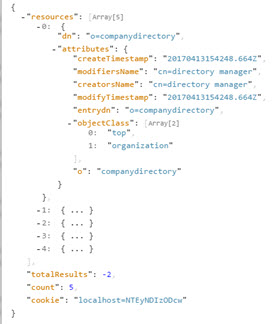 {
-"resources": [Array[5]
-0: {
"dn": "o=companydirectory",
-"attributes": {
"createTimestamp": "20170413154248.664Z",
"modifiersName": "cn=directory manager",
"creatorsName": "cn=directory manager",
"modifyTimestamp": "20170413154248.664Z",
"entrydn": "o=companydirectory",
-"objectClass": [Array[2]
0: "top",
1: "organization"
],
"o": "companydirectory"
}
},
-1: { ... }
-2: { ... }
-3: { ... }
-4: { ... }
],
"totalResults": -2,
"count": 5,
"cookie": "localhost=NTEyNDIzODcw"
}